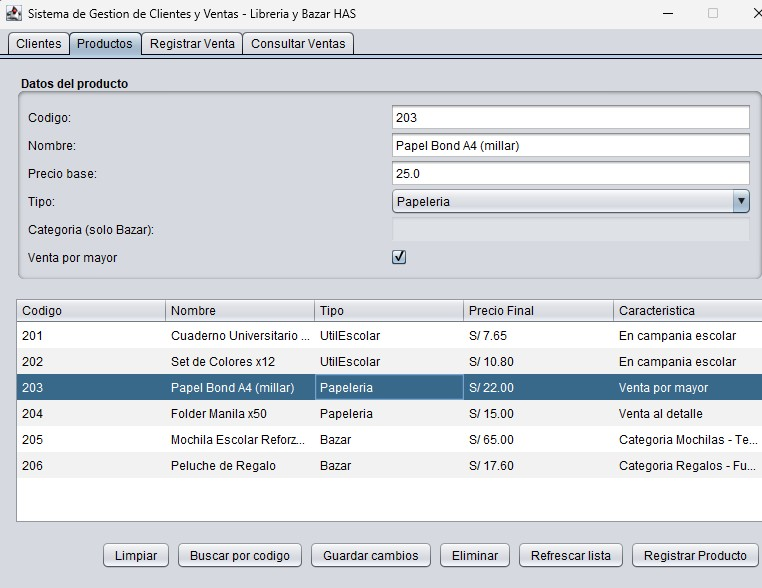 Sistema de Gestion de Clientes y Ventas - Libreria y Bazar HAS
Clientes Productos Registrar Venta Consultar Ventas
Datos del producto
Codigo: 203
Nombre: Papel Bond A4 (millar)
Precio base: 25.0
Tipo: Papeleria
Categoria (solo Bazar):
Venta por mayor
Codigo Nombre Tipo Precio Final Caracteristica
201 Cuaderno Universitario ... UtilEscolar S/ 7.65 En campania escolar
202 Set de Colores x12 UtilEscolar S/ 10.80 En campania escolar
203 Papel Bond A4 (millar) Papeleria S/ 22.00 Venta por mayor
204 Folder Manila x50 Papeleria S/ 15.00 Venta al detalle
205 Mochila Escolar Reforz... Bazar S/ 65.00 Categoria Mochilas - Te...
206 Peluche de Regalo Bazar S/ 17.60 Categoria Regalos - Fu...
Limpiar Buscar por codigo Guardar cambios Eliminar Refrescar lista Registrar Producto